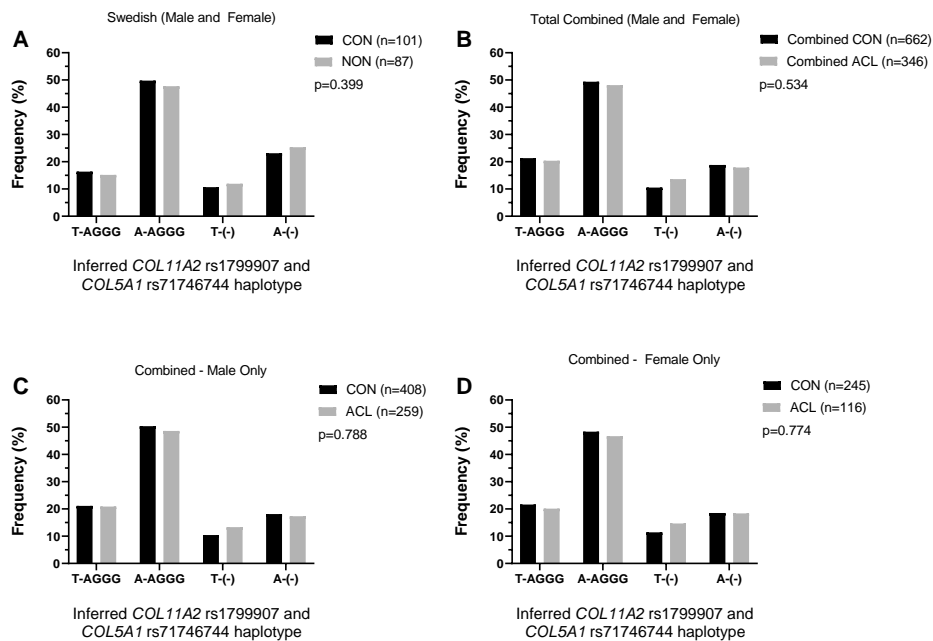 A
Swedish (Male and Female)
CON (n=101)
NON (n=87)
p=0.399
Frequency (%)
60
50
40
30
20
10
0
T-AGGG A-AGGG T-(-) A-(-)
Inferred COL11A2 rs1799907 and
COL5A1 rs71746744 haplotype
B
Total Combined (Male and Female)
Combined CON (n=662)
Combined ACL (n=346)
p=0.534
Frequency (%)
60
50
40
30
20
10
0
T-AGGG A-AGGG T-(-) A-(-)
Inferred COL11A2 rs1799907 and
COL5A1 rs71746744 haplotype
C
Combined - Male Only
CON (n=408)
ACL (n=259)
p=0.788
Frequency (%)
60
50
40
30
20
10
0
T-AGGG A-AGGG T-(-) A-(-)
Inferred COL11A2 rs1799907 and
COL5A1 rs71746744 haplotype
D
Combined - Female Only
CON (n=245)
ACL (n=116)
p=0.774
Frequency (%)
60
50
40
30
20
10
0
T-AGGG A-AGGG T-(-) A-(-)
Inferred COL11A2 rs1799907 and
COL5A1 rs71746744 haplotype